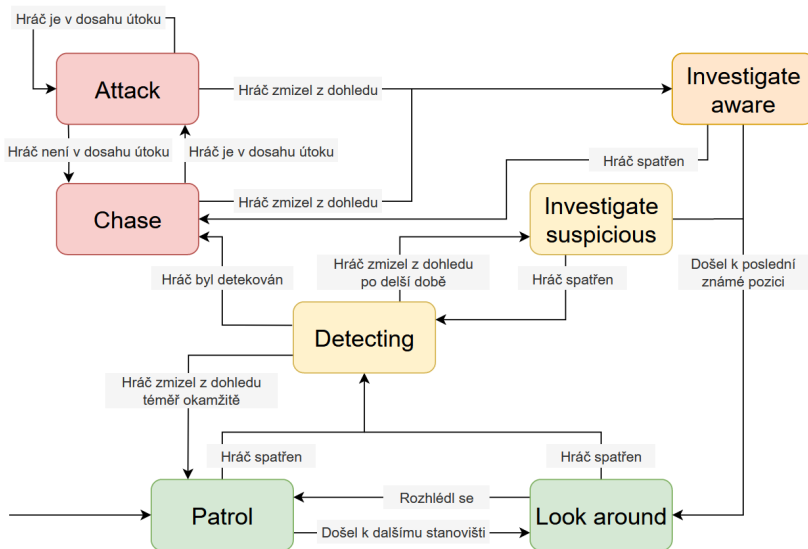 Hráč je v dosahu útoku
Attack
Hráč zmizel z dohledu
Investigate
aware
Hráč není v dosahu útoku
Hráč je v dosahu útoku
Hráč spatřen
Chase
Hráč zmizel z dohledu
Investigate
suspicious
Hráč byl detekován
Hráč zmizel z dohledu
po delší době
Hráč spatřen
Došel k poslední
známé pozici
Detecting
Hráč zmizel z dohledu
téměř okamžitě
Hráč spatřen
Hráč spatřen
Patrol
Rozhlédl se
Look around
Došel k dalšímu stanovišti